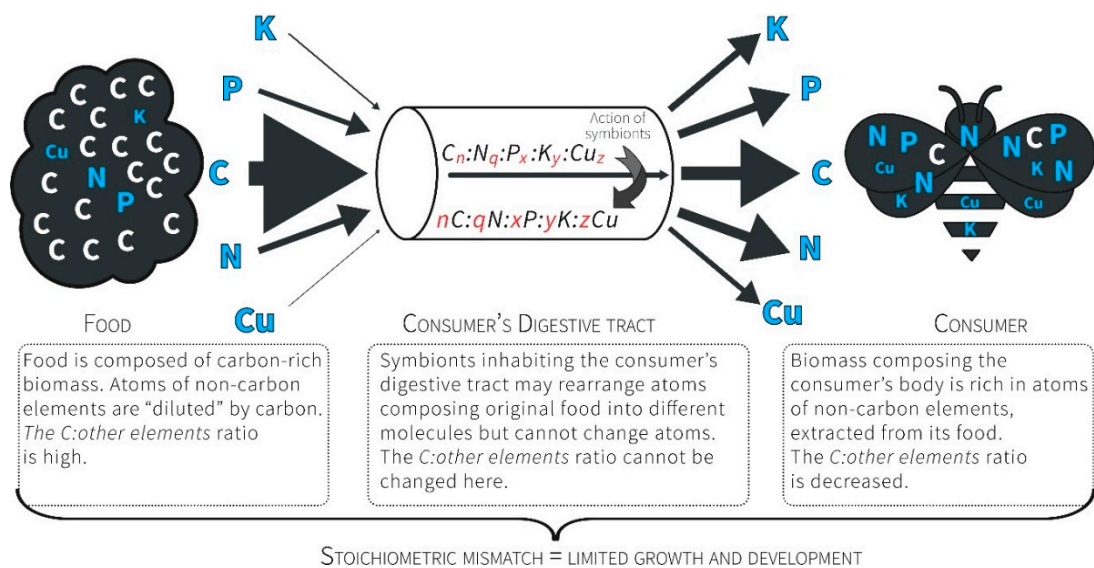 K
P
C
N
Cu
C C C C
C C K
Cu C C C
C N C C
C P C
C C C C
C C
Action of
symbionts
Cn:Nq:Px:Ky:Cuz
nC:qN:xP:yK:zCu
K
P
C
N
Cu
N P N N C P
Cu C K
N N
K Cu Cu
K
FOOD
Food is composed of carbon-rich
biomass. Atoms of non-carbon
elements are “diluted” by carbon.
The C:other elements ratio
is high.
CONSUMER’S DIGESTIVE TRACT
Symbionts inhabiting the consumer’s
digestive tract may rearrange atoms
composing original food into different
molecules but cannot change atoms.
The C:other elements ratio cannot be
changed here.
CONSUMER
Biomass composing the
consumer’s body is rich in atoms
of non-carbon elements,
extracted from its food.
The C:other elements ratio
is decreased.
STOICHIOMETRIC MISMATCH = LIMITED GROWTH AND DEVELOPMENT